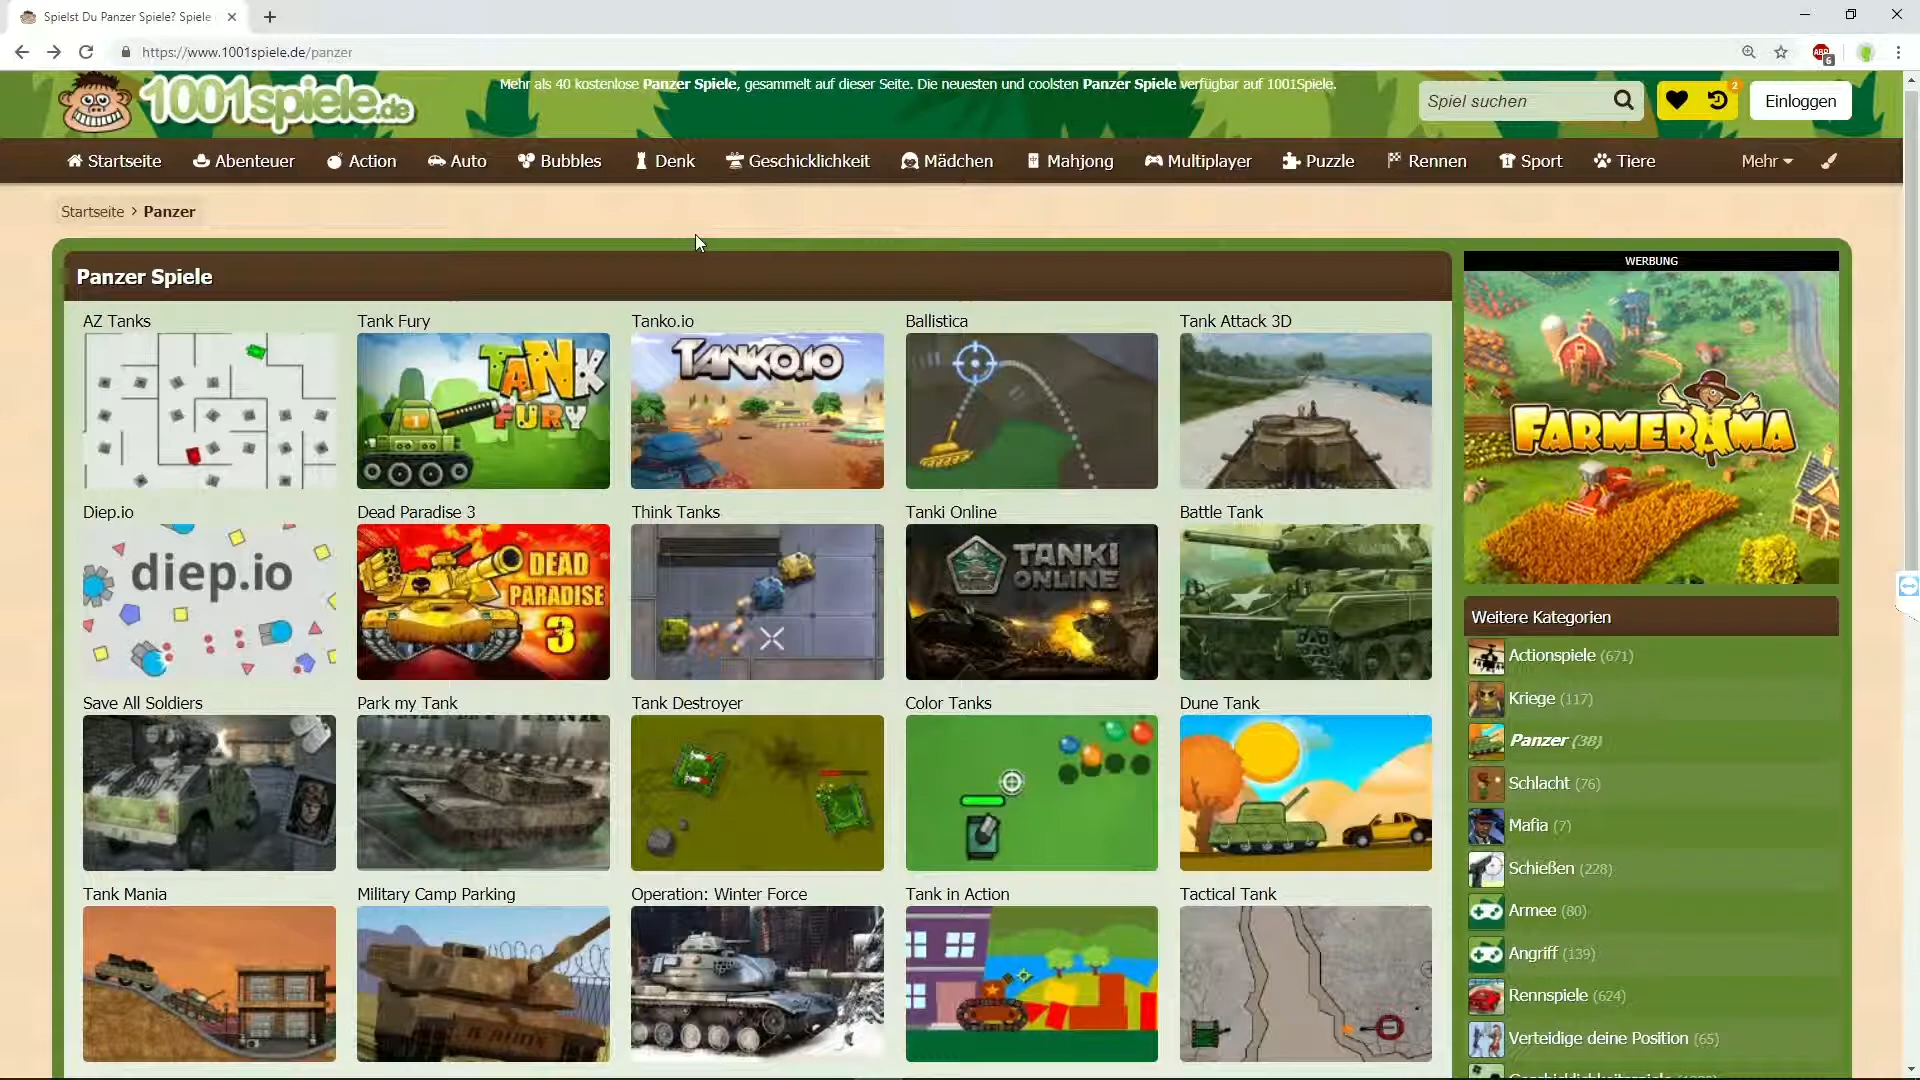 Spielst Du Panzer Spiele? Spiele
https://www.1001spiele.de/panzer
6
1001spiele.de
Mehr als 40 kostenlose Panzer Spiele, gesammelt auf dieser Seite. Die neuesten und coolsten Panzer Spiele verfügbar auf 1001Spiele.
Spiel suchen
2
Einloggen
Startseite Abenteuer Action Auto Bubbles Denk Geschicklichkeit Mädchen Mahjong Multiplayer Puzzle Rennen Sport Tiere Mehr
Startseite > Panzer
Panzer Spiele
WERBUNG
AZ Tanks Tank Fury Tanko.io Ballistica Tank Attack 3D
TANK FURY
TANKO.IO
FARMERAMA
Diep.io Dead Paradise 3 Think Tanks Tanki Online Battle Tank
diep.io
DEAD PARADISE 3
TANKI ONLINE
Save All Soldiers Park my Tank Tank Destroyer Color Tanks Dune Tank
Tank Mania Military Camp Parking Operation: Winter Force Tank in Action Tactical Tank
Weitere Kategorien
Actionspiele (671)
Kriege (117)
Panzer (38)
Schlacht (76)
Mafia (7)
Schießen (228)
Armee (80)
Angriff (139)
Rennspiele (624)
Verteidige deine Position (65)